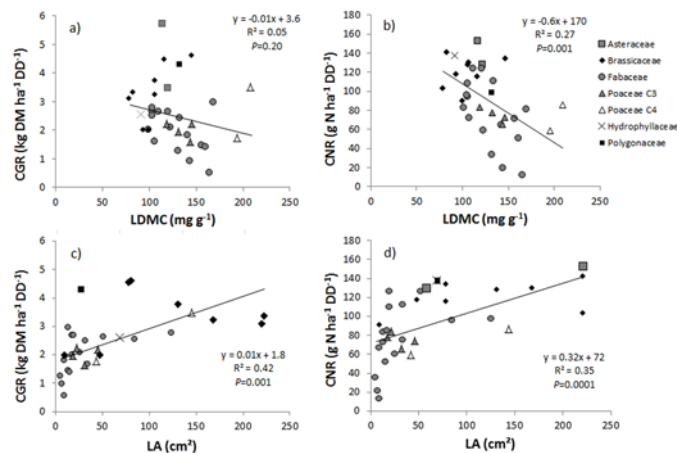 a)
y = -0.01x + 3.6
R² = 0.05
P=0.20
CGR (kg DM ha⁻¹ DD⁻¹)
6
5
4
3
2
1
0
0 50 100 150 200 250
LDMC (mg g⁻¹)
b)
y = -0.6x + 170
R² = 0.27
P=0.001
CNR (g N ha⁻¹ DD⁻¹)
180
160
140
120
100
80
60
40
20
0
0 50 100 150 200 250
LDMC (mg g⁻¹)
Asteraceae
Brassicaceae
Fabaceae
Poaceae C3
Poaceae C4
Hydrophyllaceae
Polygonaceae
c)
CGR (kg DM ha⁻¹ DD⁻¹)
6
5
4
3
2
1
0
y = 0.01x + 1.8
R² = 0.42
P=0.001
0 50 100 150 200 250
LA (cm²)
d)
CNR (g N ha⁻¹ DD⁻¹)
180
160
140
120
100
80
60
40
20
0
y = 0.32x + 72
R² = 0.35
P=0.0001
0 50 100 150 200 250
LA (cm²)